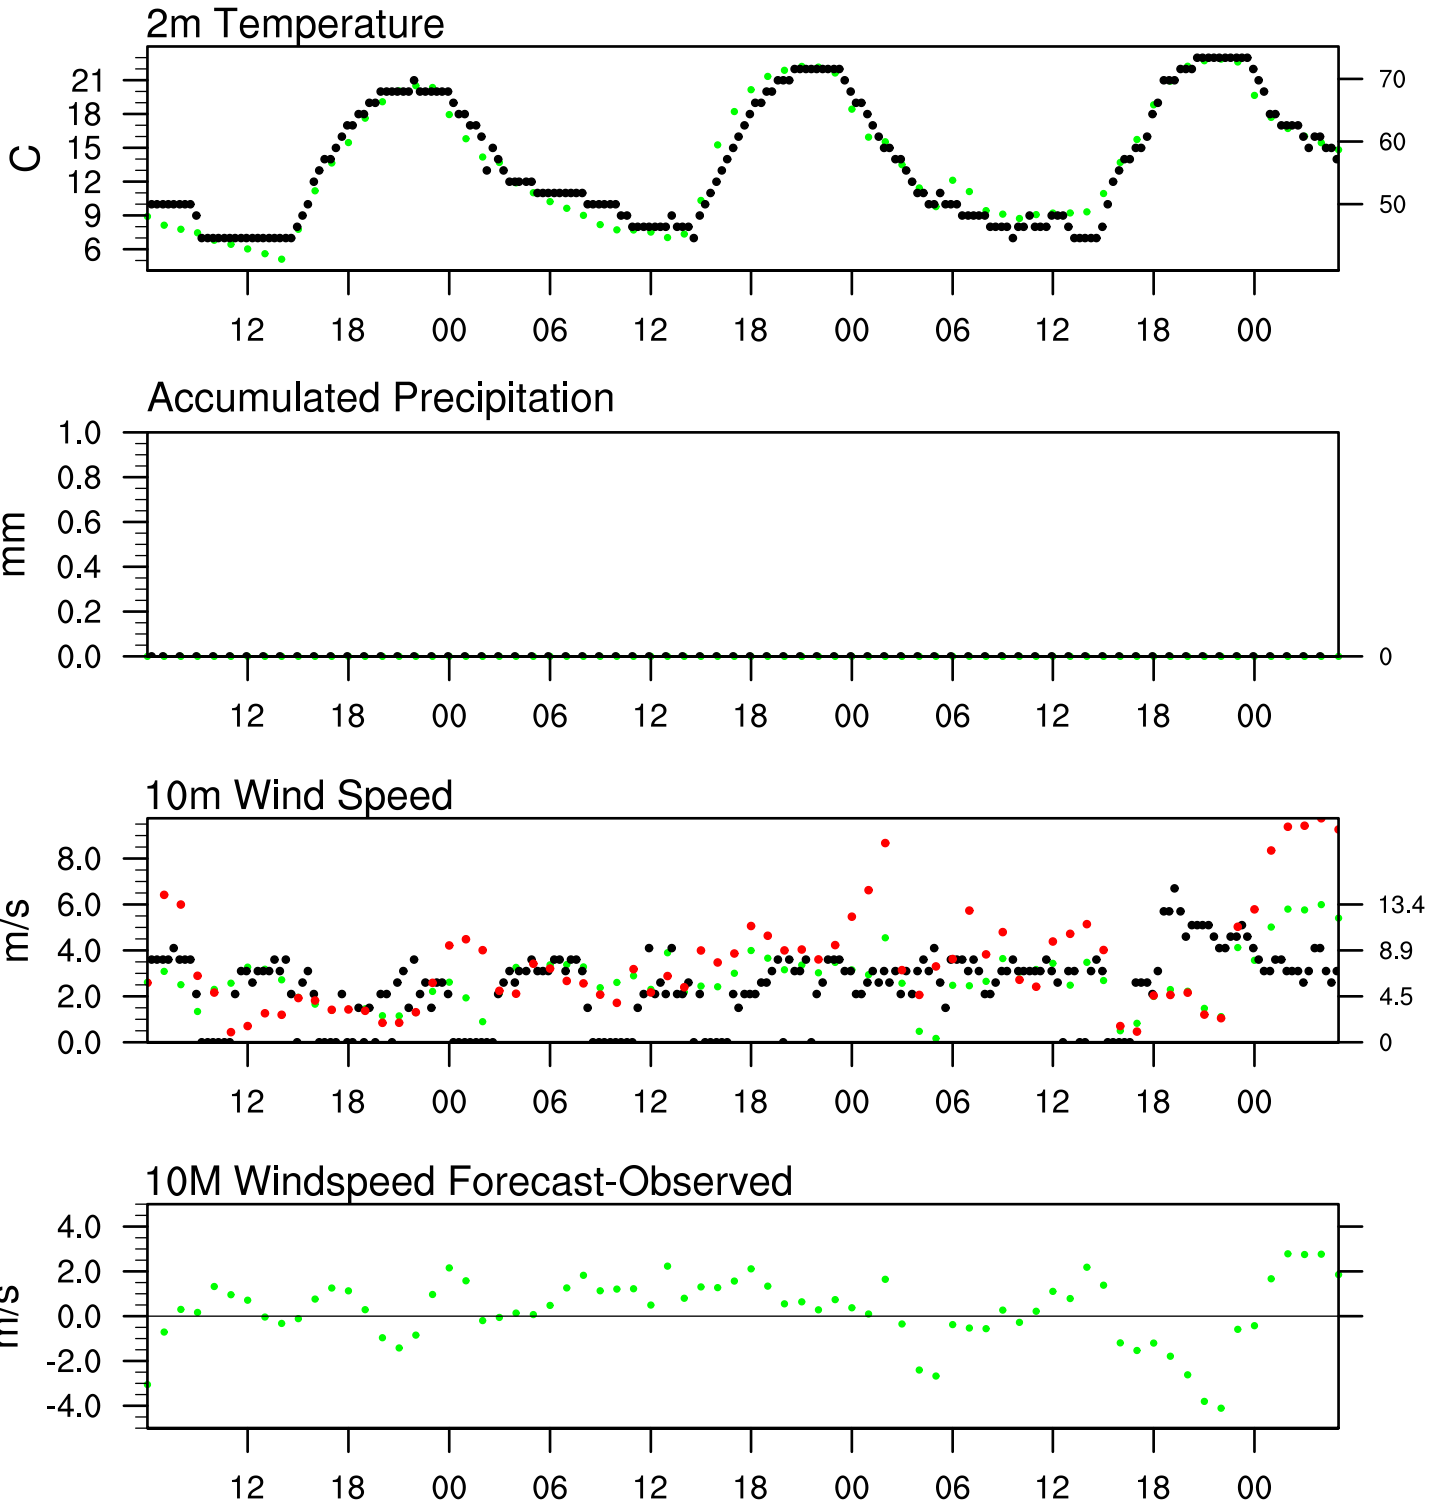 2m Temperature
21
18
15
12
9
6
C
70
60
50
12 18 00 06 12 18 00 06 12 18 00
Accumulated Precipitation
1.0
0.8
0.6
0.4
0.2
0.0
mm
0
12 18 00 06 12 18 00 06 12 18 00
10m Wind Speed
8.0
6.0
4.0
2.0
0.0
m/s
13.4
8.9
4.5
0
12 18 00 06 12 18 00 06 12 18 00
10M Windspeed Forecast-Observed
4.0
2.0
0.0
-2.0
-4.0
m/s
12 18 00 06 12 18 00 06 12 18 00